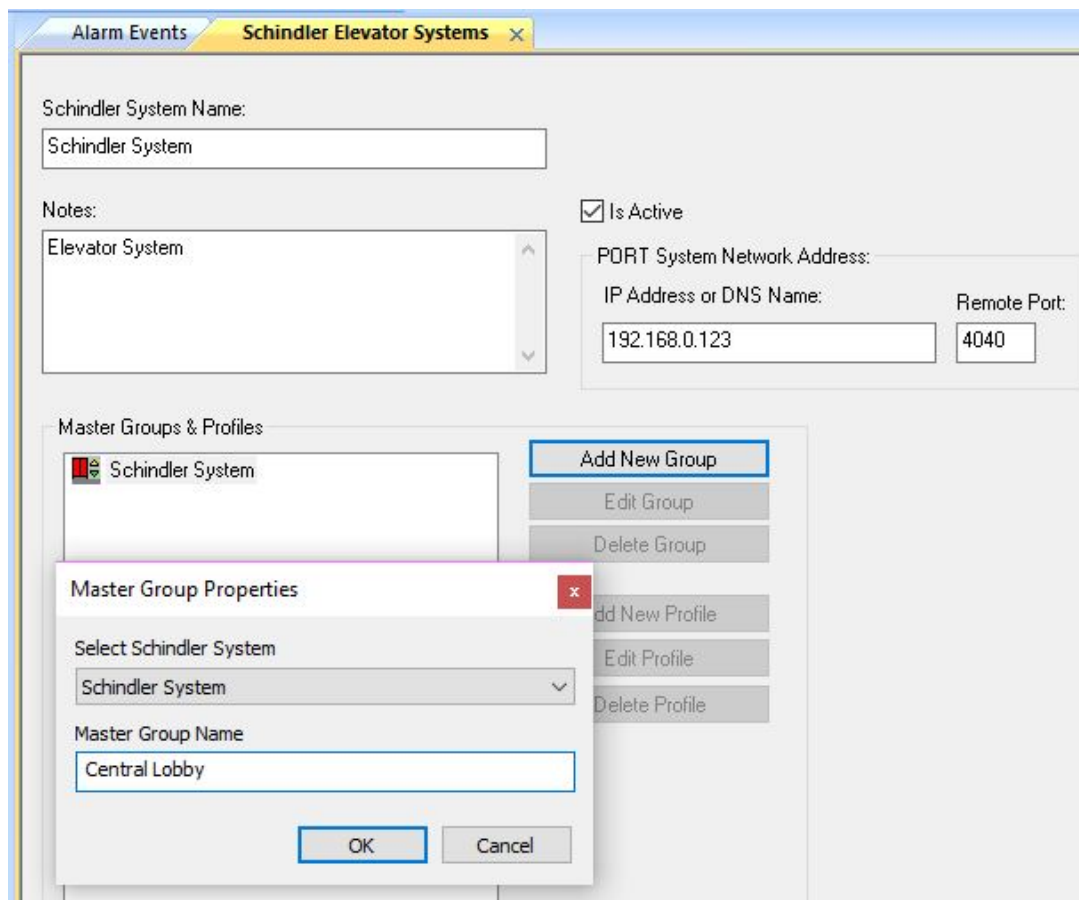 Alarm Events
Schindler Elevator Systems
Schindler System Name:
Schindler System
Notes:
Elevator System
Is Active
PORT System Network Address:
IP Address or DNS Name:
Remote Port:
192.168.0.123
4040
Master Groups & Profiles
Schindler System
Add New Group
Edit Group
Delete Group
dd New Profile
Edit Profile
Delete Profile
Master Group Properties
x
Select Schindler System
Schindler System
Master Group Name
Central Lobby
OK
Cancel